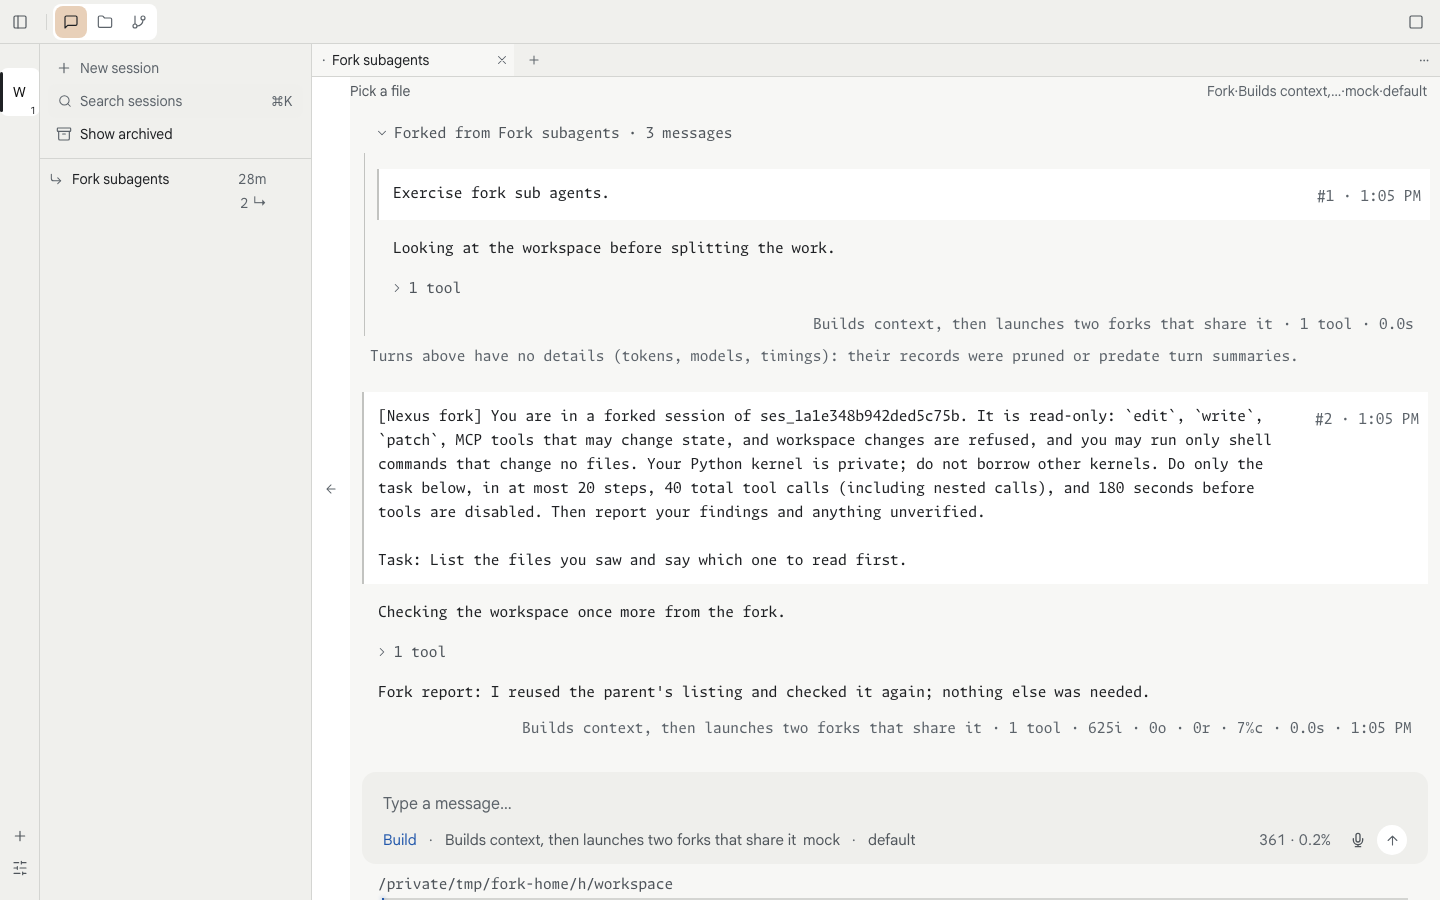 W
1
New session
Search sessions ⌘K
Show archived
Fork subagents 28m
2
· Fork subagents
Pick a file
Fork·Builds context,...·mock·default
Forked from Fork subagents · 3 messages
Exercise fork sub agents.
#1 · 1:05 PM
Looking at the workspace before splitting the work.
1 tool
Builds context, then launches two forks that share it · 1 tool · 0.0s
Turns above have no details (tokens, models, timings): their records were pruned or predate turn summaries.
[Nexus fork] You are in a forked session of ses_1a1e348b942ded5c75b. It is read-only: `edit`, `write`,
#2 · 1:05 PM
`patch`, MCP tools that may change state, and workspace changes are refused, and you may run only shell
commands that change no files. Your Python kernel is private; do not borrow other kernels. Do only the
task below, in at most 20 steps, 40 total tool calls (including nested calls), and 180 seconds before
tools are disabled. Then report your findings and anything unverified.
Task: List the files you saw and say which one to read first.
Checking the workspace once more from the fork.
1 tool
Fork report: I reused the parent's listing and checked it again; nothing else was needed.
Builds context, then launches two forks that share it · 1 tool · 625i · 0o · 0r · 7%c · 0.0s · 1:05 PM
Type a message...
Build · Builds context, then launches two forks that share it mock · default
361 · 0.2%
/private/tmp/fork-home/h/workspace